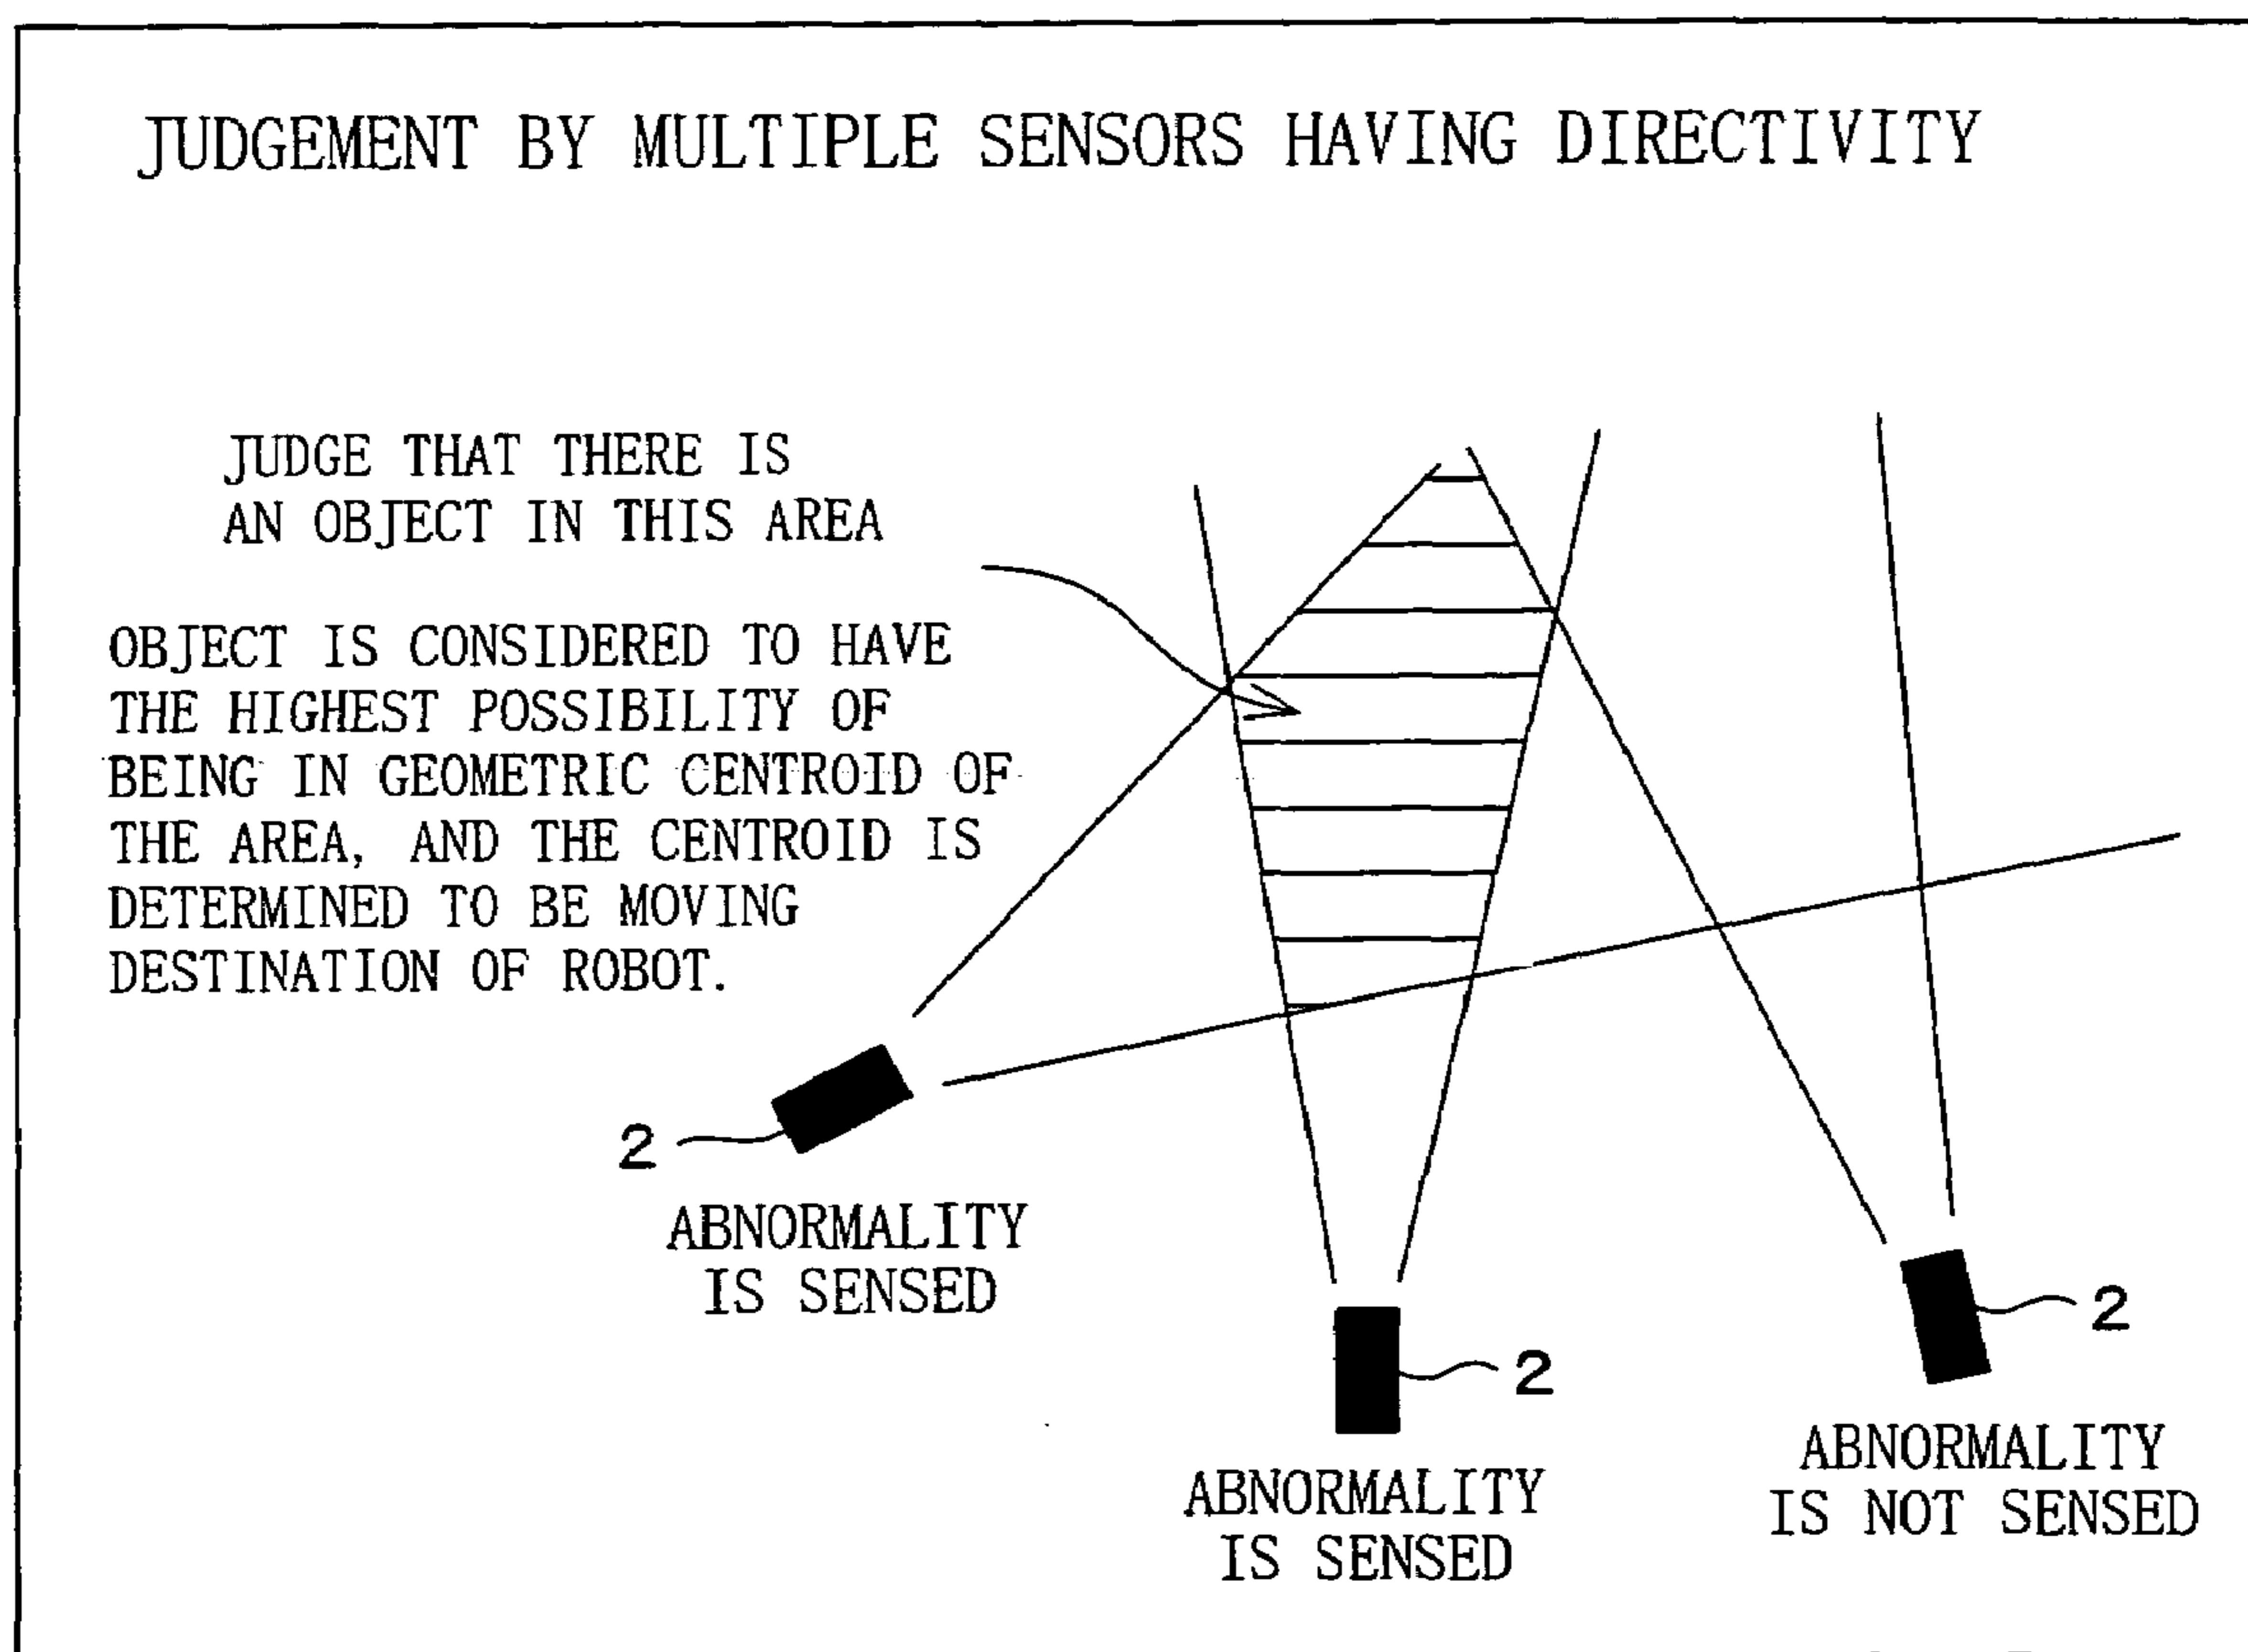 JUDGEMENT BY MULTIPLE SENSORS HAVING DIRECTIVITY
JUDGE THAT THERE IS
AN OBJECT IN THIS AREA
OBJECT IS CONSIDERED TO HAVE
THE HIGHEST POSSIBILITY OF
BEING IN GEOMETRIC CENTROID OF
THE AREA, AND THE CENTROID IS
DETERMINED TO BE MOVING
DESTINATION OF ROBOT.
2
ABNORMALITY
IS SENSED
2
ABNORMALITY
IS SENSED
2
ABNORMALITY
IS NOT SENSED